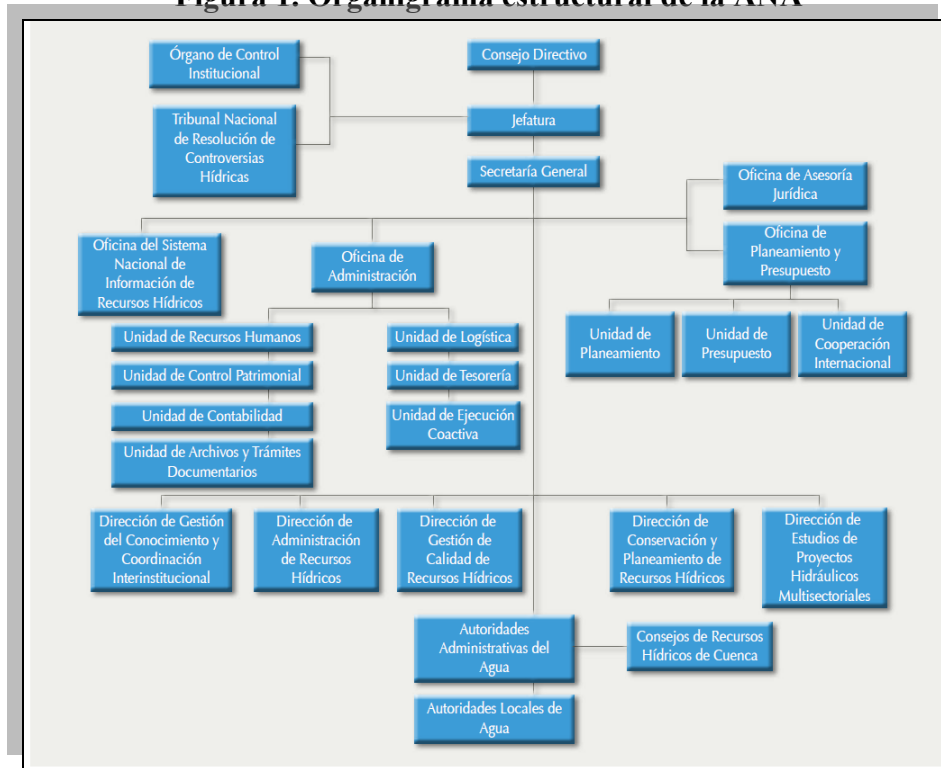 Figura 1. Organigrama estructural de la ANA
Órgano de Control
Institucional
Consejo Directivo
Tribunal Nacional
de Resolución de
Controversias
Hídricas
Jefatura
Secretaría General
Oficina de Asesoría
Jurídica
Oficina del Sistema
Nacional de
Información de
Recursos Hídricos
Oficina de
Administración
Oficina de
Planeamiento y
Presupuesto
Unidad de Recursos Humanos
Unidad de Control Patrimonial
Unidad de Contabilidad
Unidad de Archivos y Trámites
Documentarios
Unidad de Logística
Unidad de Tesorería
Unidad de Ejecución
Coactiva
Unidad de
Planeamiento
Unidad de
Presupuesto
Unidad de
Cooperación
Internacional
Dirección de Gestión
del Conocimiento y
Coordinación
Interinstitucional
Dirección de
Administración
de Recursos
Hídricos
Dirección de
Gestión de
Calidad de
Recursos Hídricos
Dirección de
Conservación y
Planeamiento de
Recursos Hídricos
Dirección de
Estudios de
Proyectos
Hidráulicos
Multisectoriales
Autoridades
Administrativas del
Agua
Consejos de Recursos
Hídricos de Cuenca
Autoridades Locales de
Agua